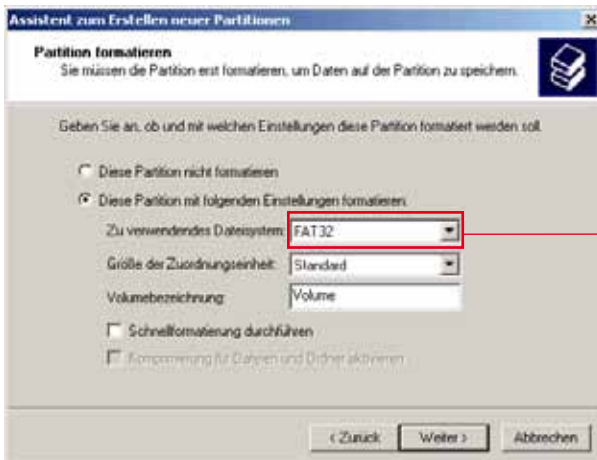 Assistent zum Erstellen neuer Partitionen
Partition formatieren
Sie müssen die Partition erst formatieren, um Daten auf der Partition zu speichern.
Geben Sie an, ob und mit welchen Einstellungen diese Partition formatiert werden soll.
Diese Partition nicht formatieren
Diese Partition mit folgenden Einstellungen formatieren:
Zu verwendendes Dateisystem: FAT32
Größe der Zuordnungseinheit: Standard
Volumebezeichnung: Volume
Schnellformatierung durchführen
Komprimierung für Dateien und Ordner aktivieren
< Zurück Weiter > Abbrechen